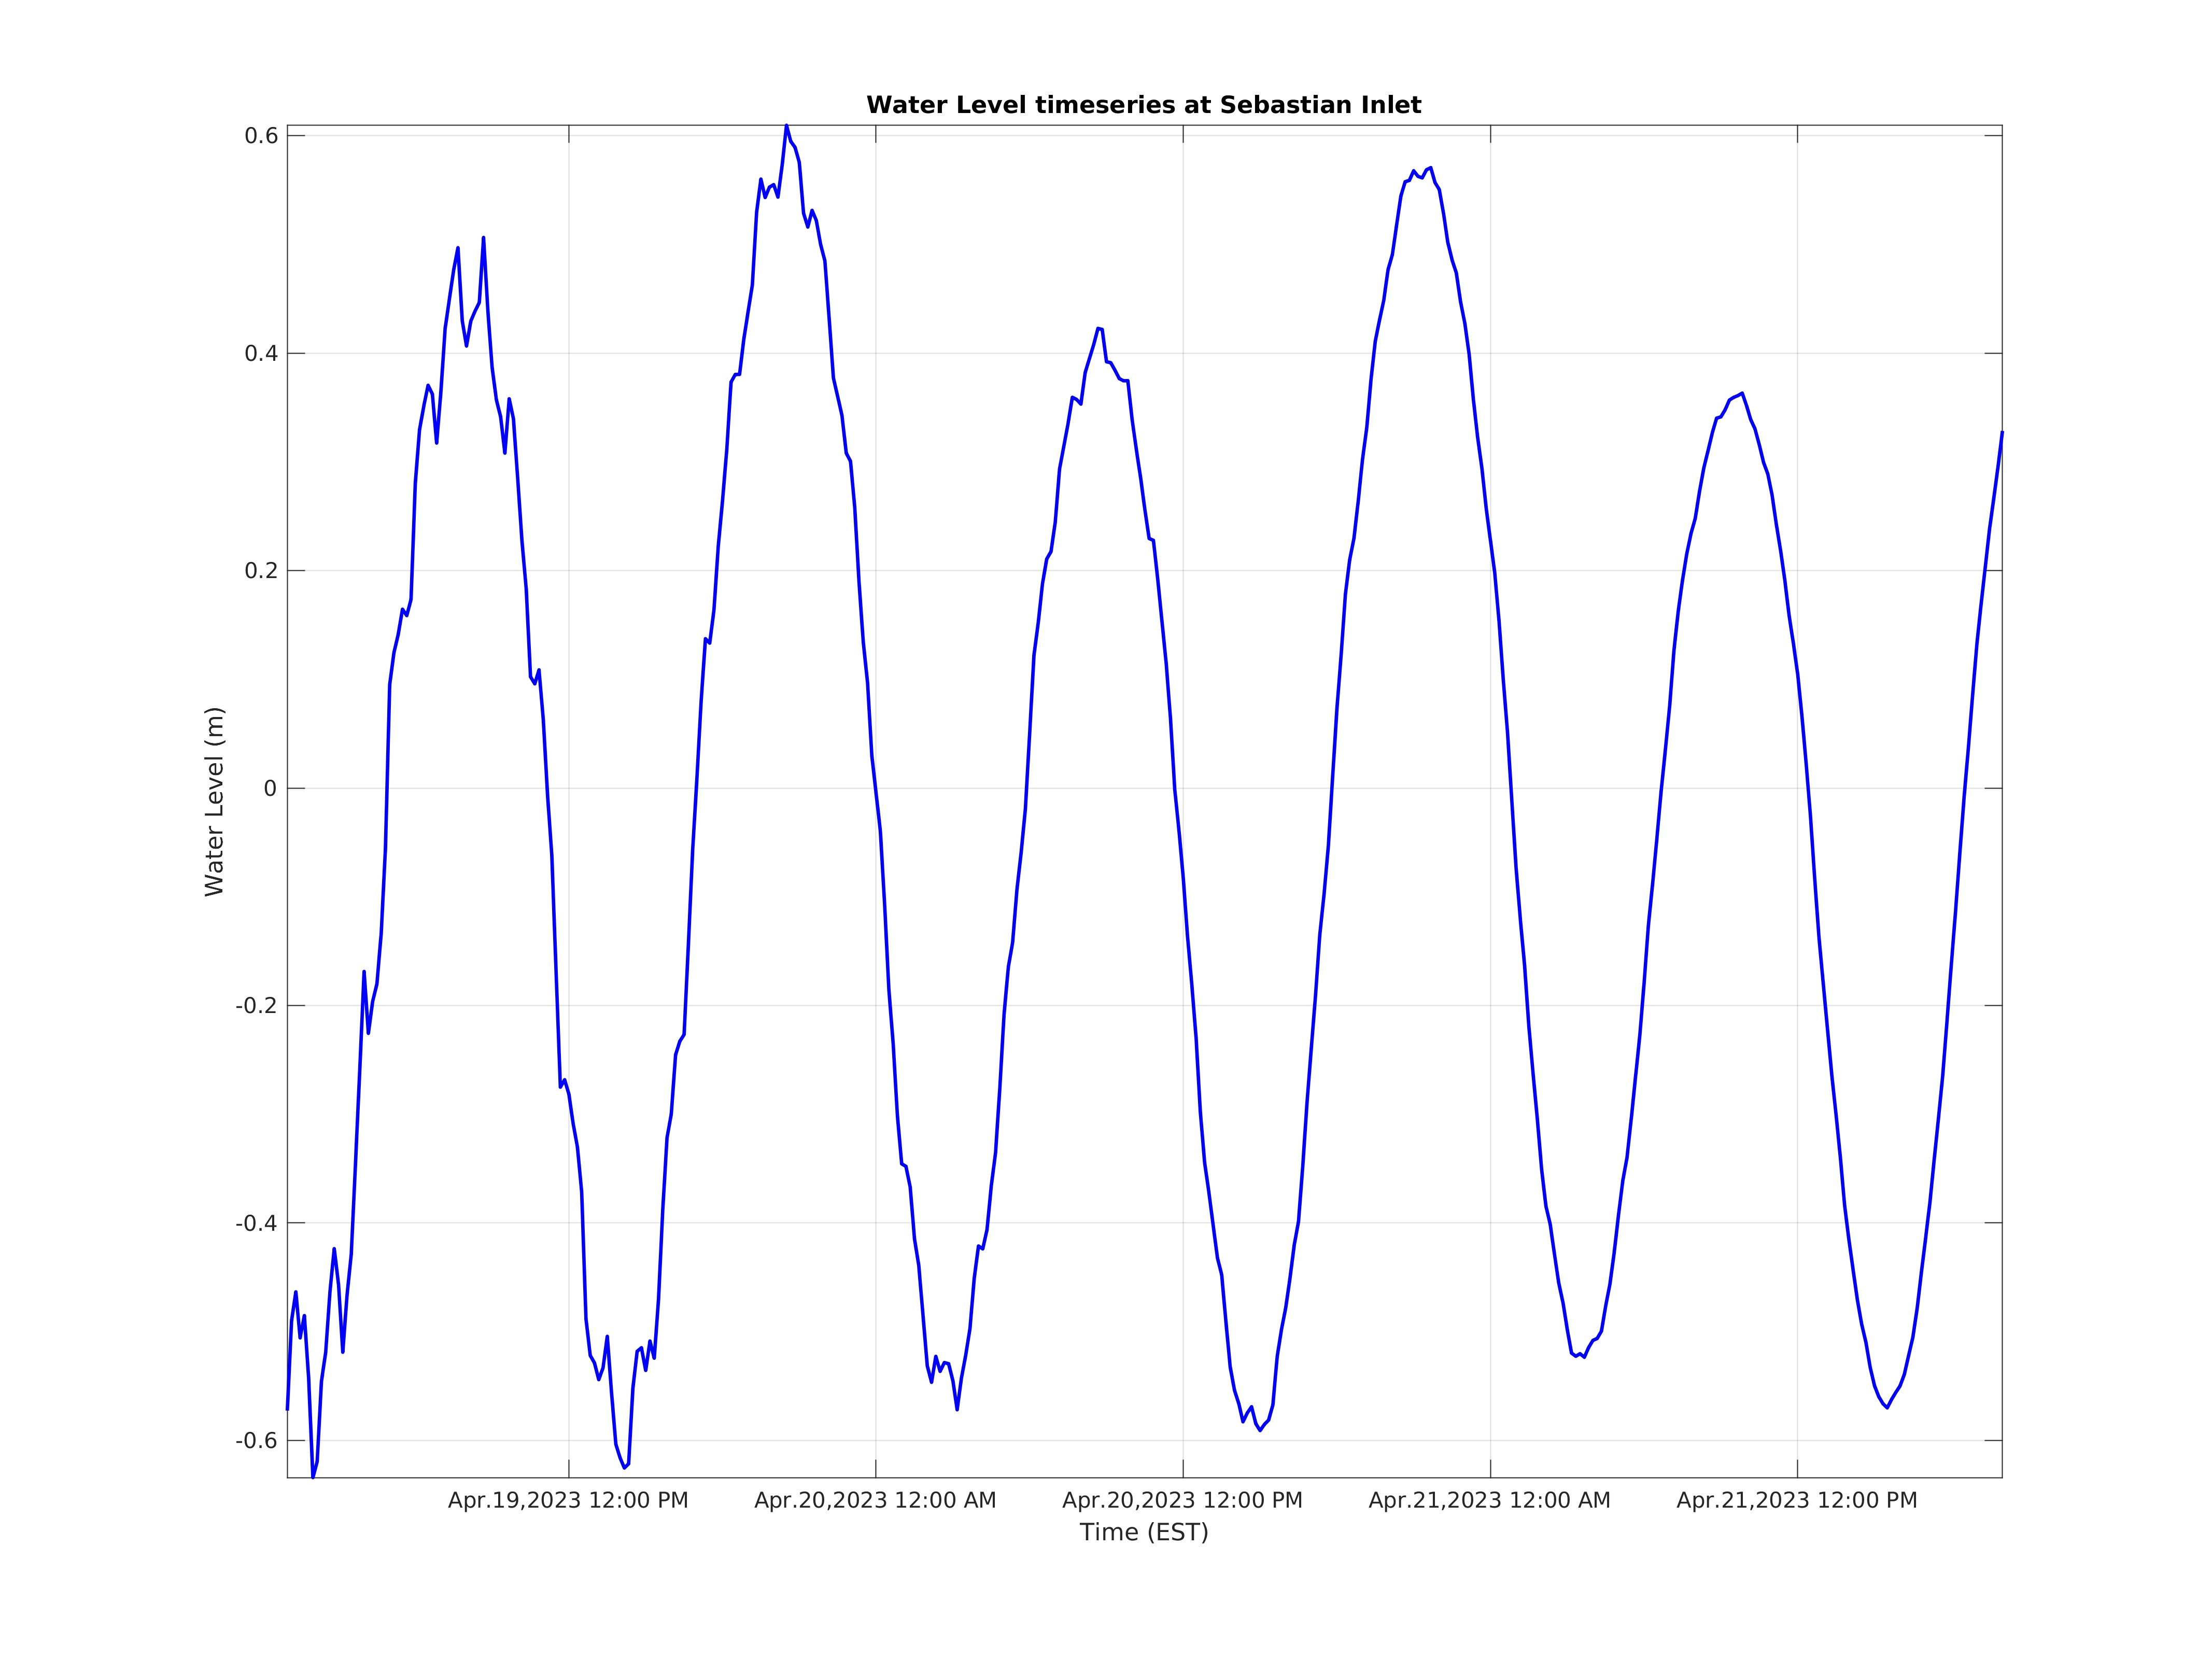 Water Level timeseries at Sebastian Inlet
0.6
0.4
0.2
0
-0.2
-0.4
-0.6
Water Level (m)
Apr.19,2023 12:00 PM
Apr.20,2023 12:00 AM
Apr.20,2023 12:00 PM
Apr.21,2023 12:00 AM
Apr.21,2023 12:00 PM
Time (EST)